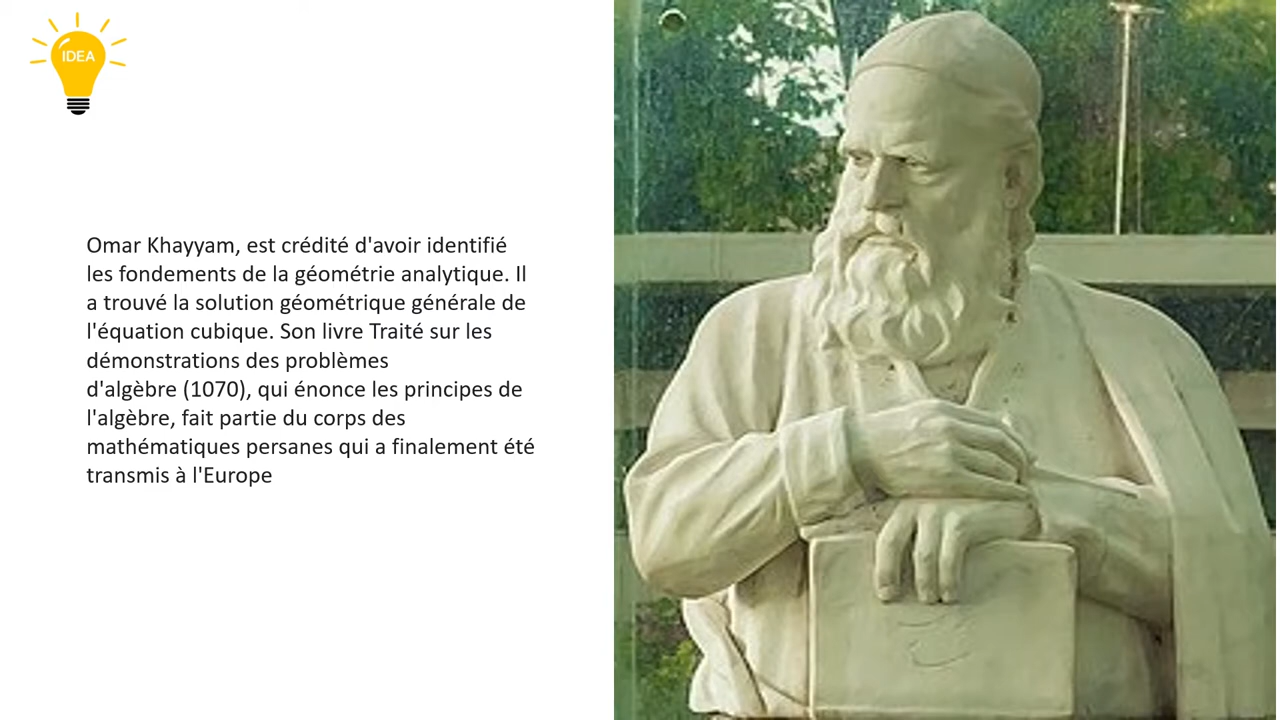 IDEA
Omar Khayyam, est crédité d'avoir identifié
les fondements de la géométrie analytique. Il
a trouvé la solution géométrique générale de
l'équation cubique. Son livre Traité sur les
démonstrations des problèmes
d'algèbre (1070), qui énonce les principes de
l'algèbre, fait partie du corps des
mathématiques persanes qui a finalement été
transmis à l'Europe